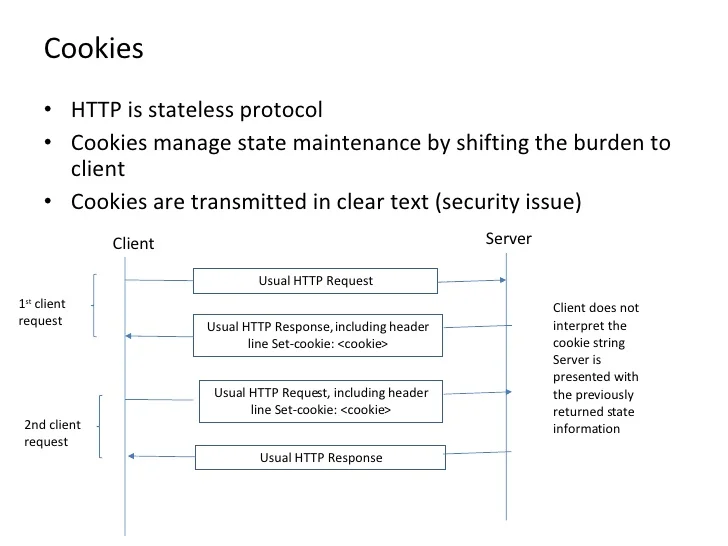 Cookies
• HTTP is stateless protocol
• Cookies manage state maintenance by shifting the burden to
client
• Cookies are transmitted in clear text (security issue)
Client
Server
Usual HTTP Request
1st client
request
Usual HTTP Response, including header
line Set-cookie: <cookie>
Client does not
interpret the
cookie string
Server is
presented with
the previously
returned state
information
Usual HTTP Request, including header
line Set-cookie: <cookie>
2nd client
request
Usual HTTP Response